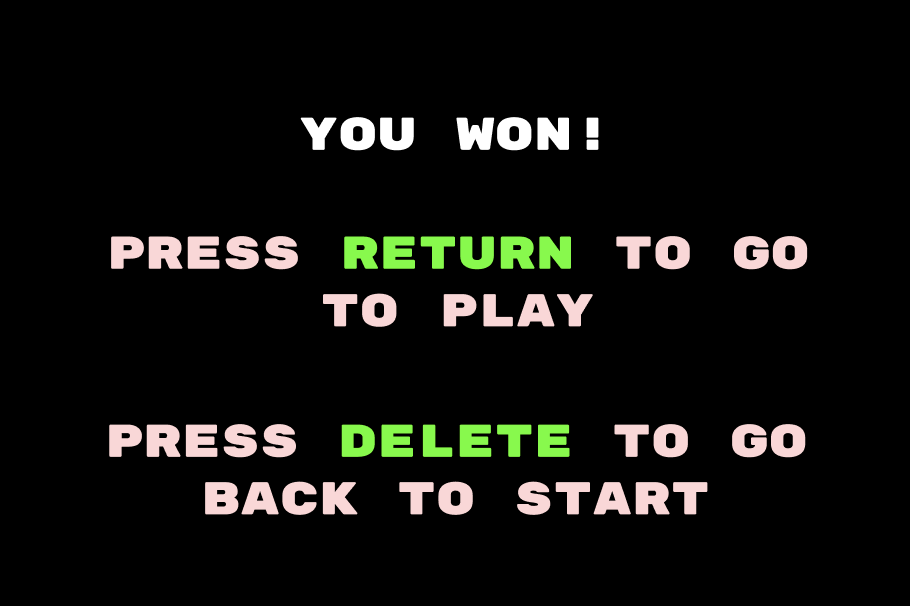 YOU WON!
PRESS RETURN TO GO
TO PLAY
PRESS DELETE TO GO
BACK TO START